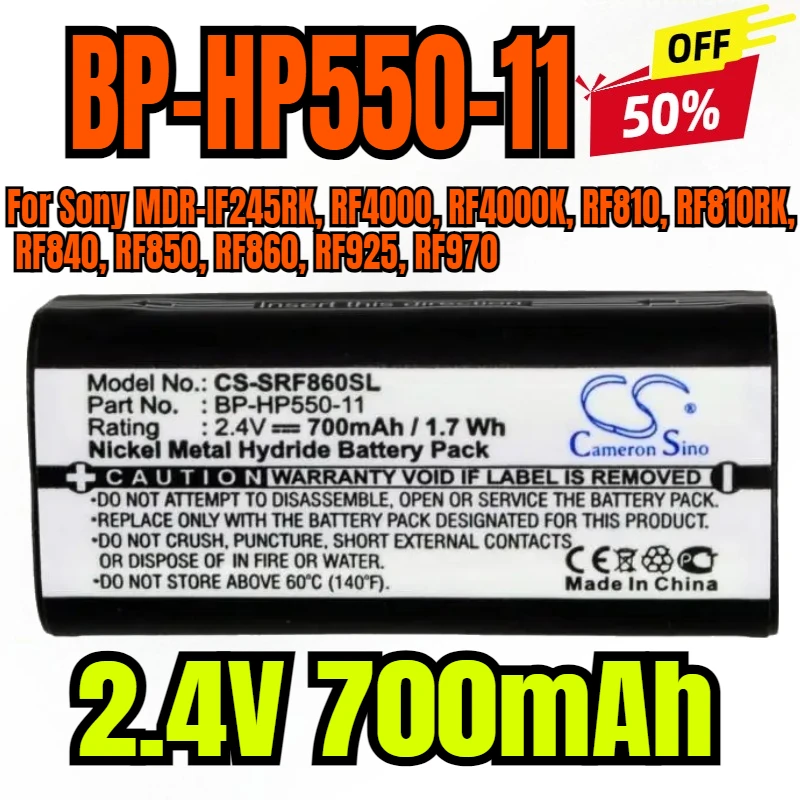 BP-HP550-11
OFF
50%
For Sony MDR-IF245RK, RF4000, RF4000K, RF810, RF810RK,
RF840, RF850, RF860, RF925, RF970
Insert this direction
Model No.: CS-SRF860SL
Part No. : BP-HP550-11
Rating : 2.4V 700mAh / 1.7 Wh
Nickel Metal Hydride Battery Pack
CS
Cameron Sino
CAUTION WARRANTY VOID IF LABEL IS REMOVED
•DO NOT ATTEMPT TO DISASSEMBLE, OPEN OR SERVICE THE BATTERY PACK.
•REPLACE ONLY WITH THE BATTERY PACK DESIGNATED FOR YOUR PRODUCT.
•DO NOT CRUSH, PUNCTURE, SHORT EXTERNAL CONTACTS
OR DISPOSE OF IN FIRE OR WATER.
•DO NOT STORE ABOVE 60°C (140°F).
CE
Made In China
2.4V 700mAh